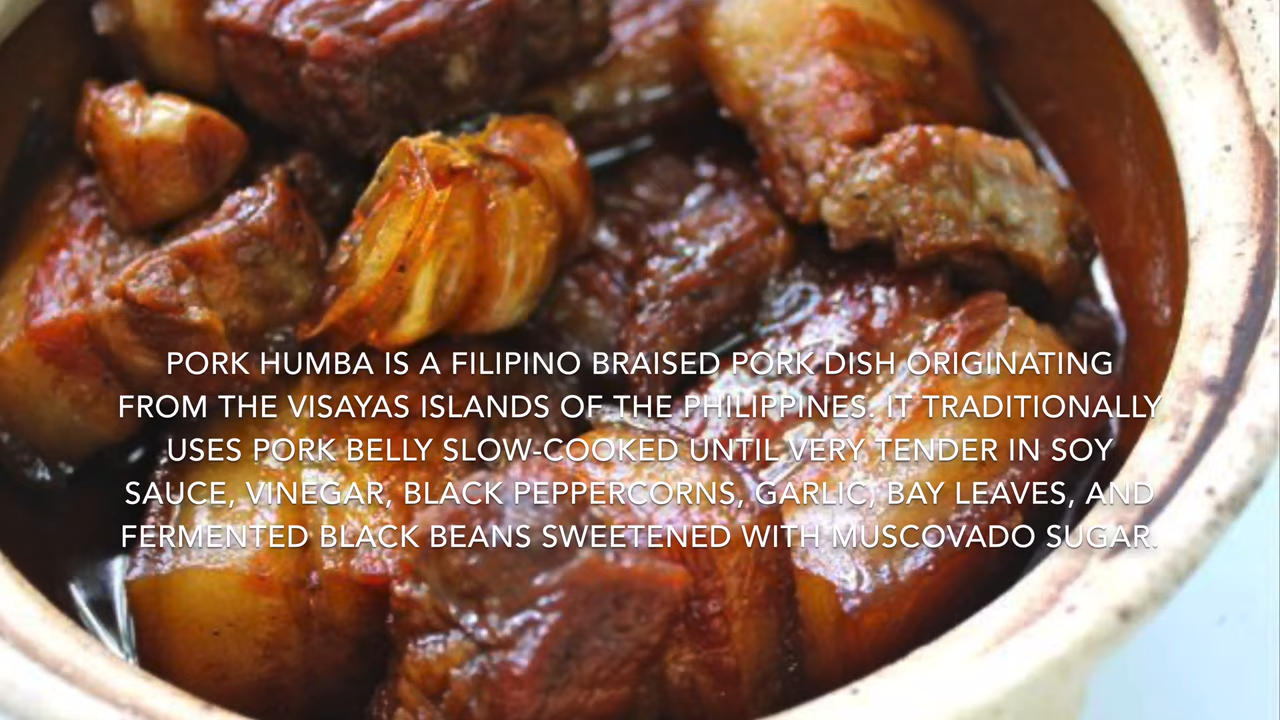 PORK HUMBA IS A FILIPINO BRAISED PORK DISH ORIGINATING
FROM THE VISAYAS ISLANDS OF THE PHILIPPINES. IT TRADITIONALLY
USES PORK BELLY SLOW-COOKED UNTIL VERY TENDER IN SOY
SAUCE, VINEGAR, BLACK PEPPERCORNS, GARLIC, BAY LEAVES, AND
FERMENTED BLACK BEANS SWEETENED WITH MUSCOVADO SUGAR.